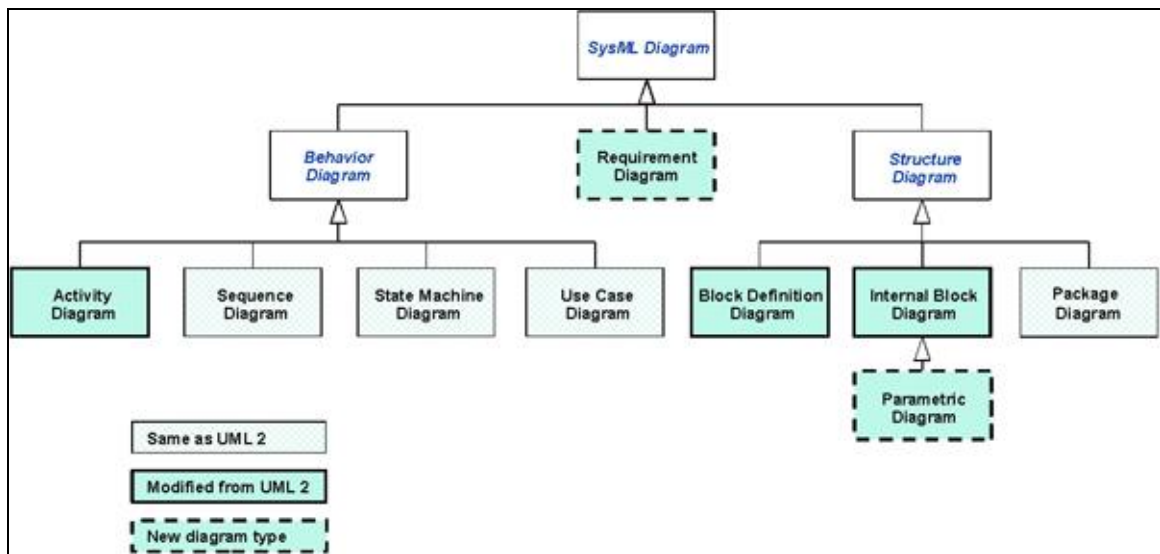 SysML Diagram
Behavior
Diagram
Requirement
Diagram
Structure
Diagram
Activity
Diagram
Sequence
Diagram
State Machine
Diagram
Use Case
Diagram
Block Definition
Diagram
Internal Block
Diagram
Package
Diagram
Parametric
Diagram
Same as UML 2
Modified from UML 2
New diagram type